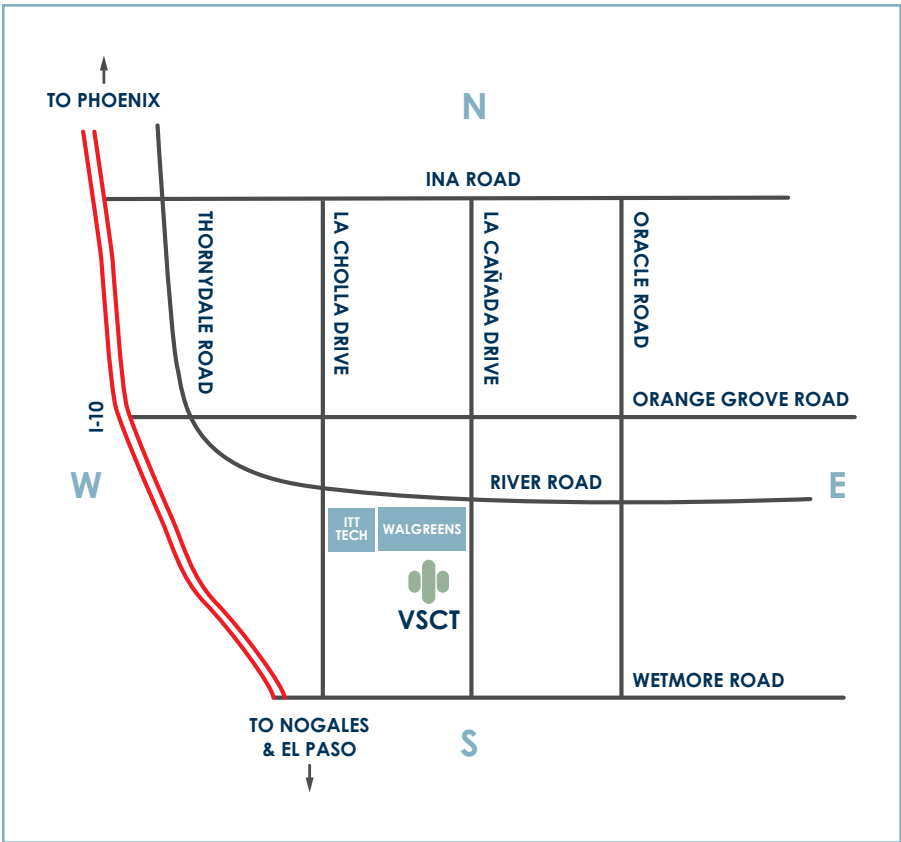 TO PHOENIX
N
INA ROAD
THORNYDALE ROAD
LA CHOLLA DRIVE
LA CAÑADA DRIVE
ORACLE ROAD
ORANGE GROVE ROAD
I-10
W
RIVER ROAD
E
ITT
TECH
WALGREENS
VSCT
WETMORE ROAD
TO NOGALES
& EL PASO
S